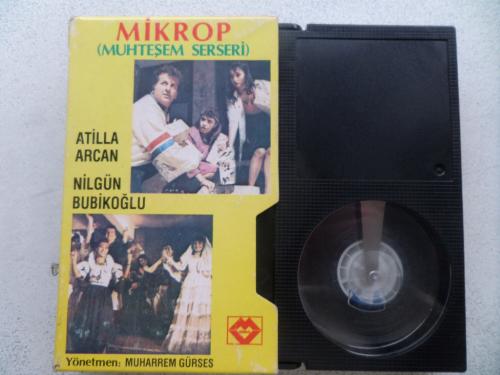 MİKROP
(MUHTEŞEM SERSERİ)
ATİLLA
ARCAN
NİLGÜN
BUBİKOĞLU
Yönetmen: MUHARREM GÜRSES